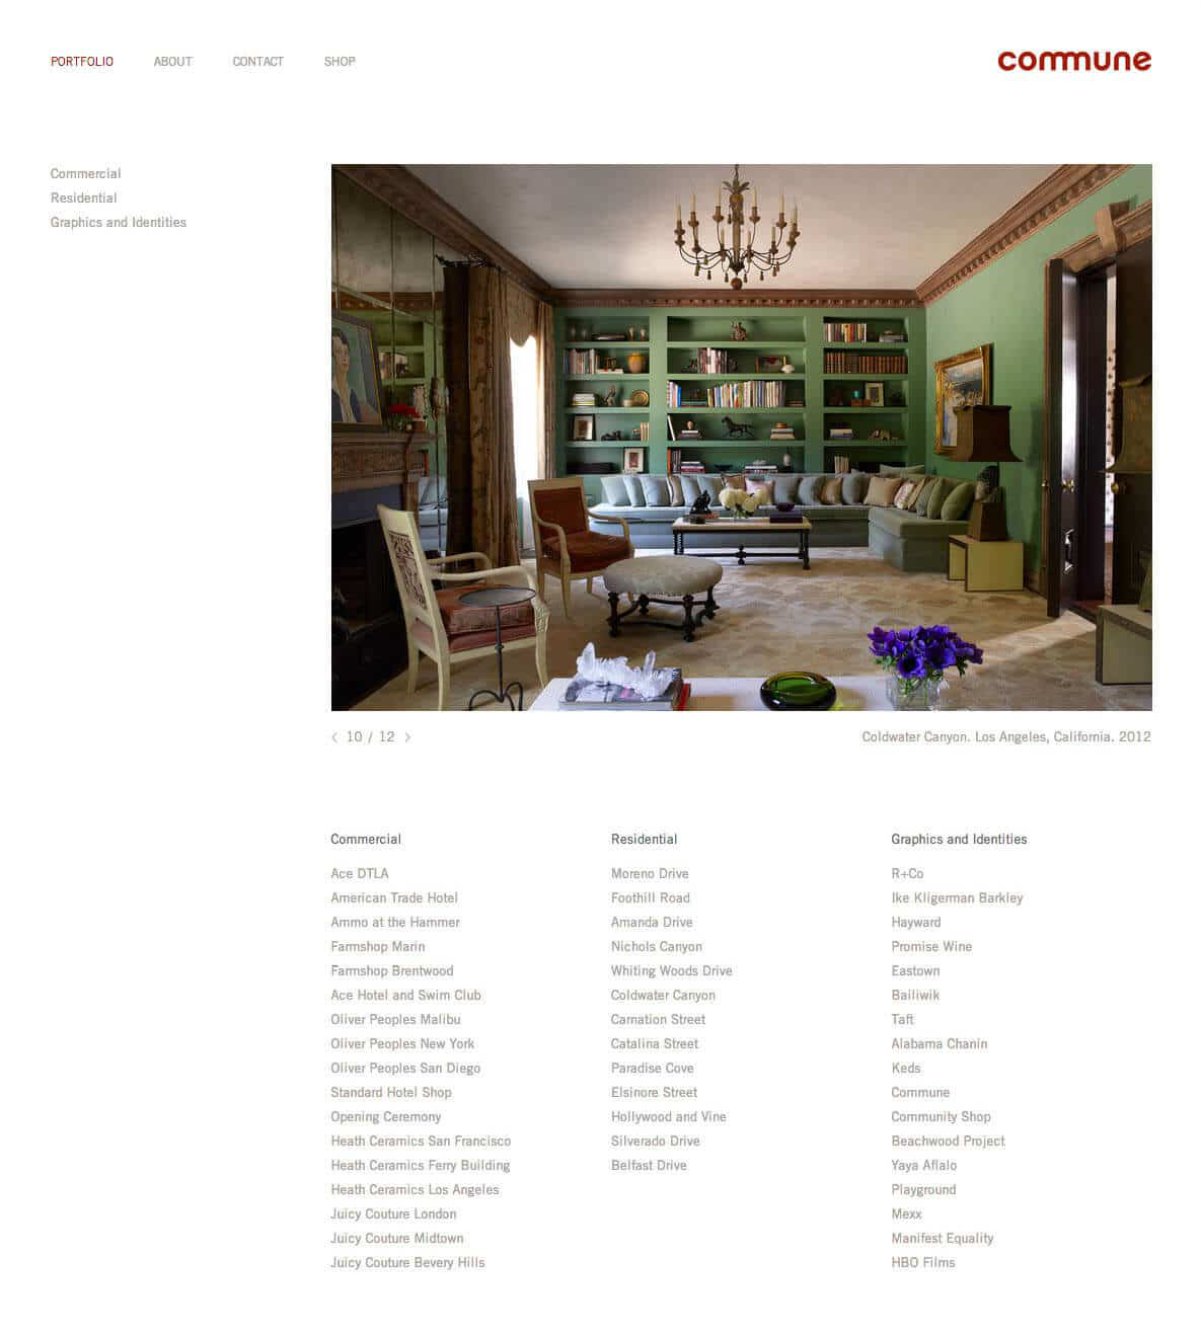 PORTFOLIO ABOUT CONTACT SHOP
commune
Commercial
Residential
Graphics and Identities
< 10 / 12 >
Coldwater Canyon. Los Angeles, California. 2012
Commercial
Ace DTLA
American Trade Hotel
Ammo at the Hammer
Farmshop Marin
Farmshop Brentwood
Ace Hotel and Swim Club
Oliver Peoples Malibu
Oliver Peoples New York
Oliver Peoples San Diego
Standard Hotel Shop
Opening Ceremony
Heath Ceramics San Francisco
Heath Ceramics Ferry Building
Heath Ceramics Los Angeles
Juicy Couture London
Juicy Couture Midtown
Juicy Couture Bevery Hills
Residential
Moreno Drive
Foothill Road
Amanda Drive
Nichols Canyon
Whiting Woods Drive
Coldwater Canyon
Carnation Street
Catalina Street
Paradise Cove
Elsinore Street
Hollywood and Vine
Silverado Drive
Belfast Drive
Graphics and Identities
R+Co
Ike Kligerman Barkley
Hayward
Promise Wine
Eastown
Bailiwik
Taft
Alabama Chanin
Keds
Commune
Community Shop
Beachwood Project
Yaya Aflalo
Playground
Mexx
Manifest Equality
HBO Films